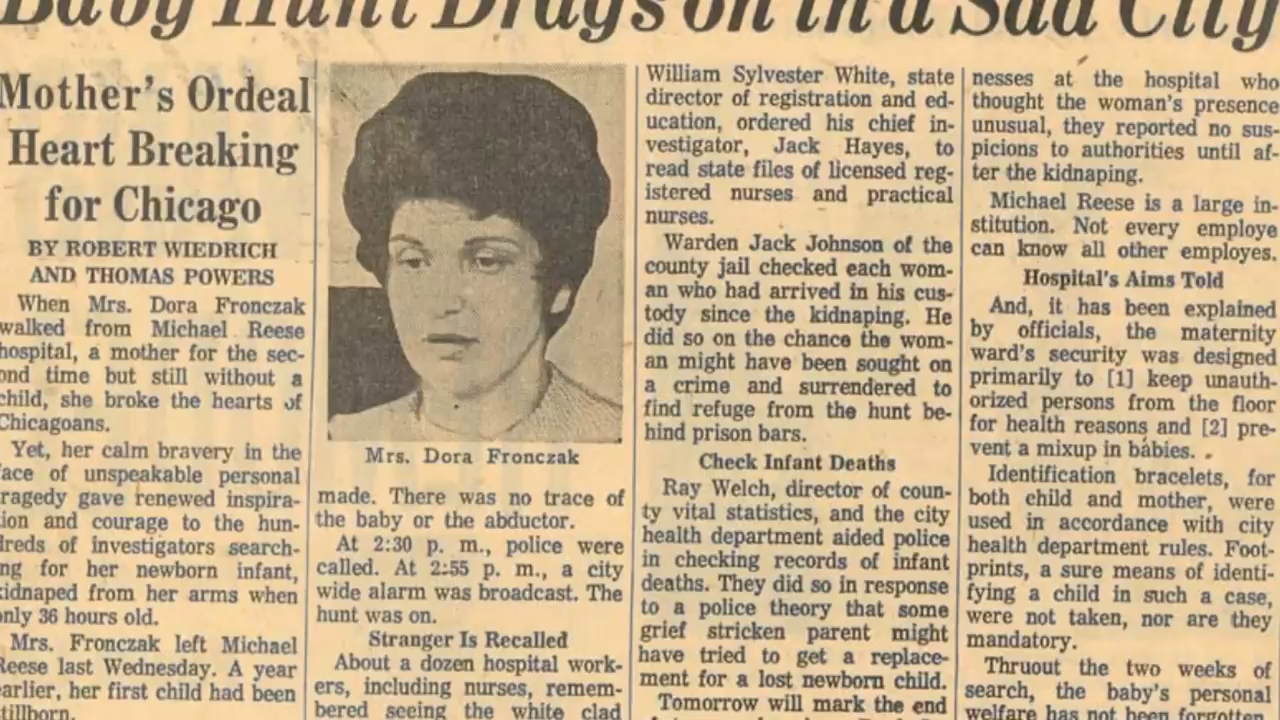 Baby Hunt Drags on in a Sad City
Mother's Ordeal
Heart Breaking
for Chicago
BY ROBERT WIEDRICH
AND THOMAS POWERS
When Mrs. Dora Fronczak
walked from Michael Reese
hospital, a mother for the sec-
ond time but still without a
child, she broke the hearts of
Chicagoans.
Yet, her calm bravery in the
face of unspeakable personal
tragedy gave renewed inspira-
tion and courage to the hun-
dreds of investigators search-
ing for her newborn infant,
kidnaped from her arms when
only 36 hours old.
Mrs. Fronczak left Michael
Reese last Wednesday. A year
earlier, her first child had been
stillborn.
Mrs. Dora Fronczak
made. There was no trace of
the baby or the abductor.
At 2:30 p. m., police were
called. At 2:55 p. m., a city
wide alarm was broadcast. The
hunt was on.
Stranger Is Recalled
About a dozen hospital work-
ers, including nurses, remem-
bered seeing the white clad
William Sylvester White, state
director of registration and ed-
ucation, ordered his chief in-
vestigator, Jack Hayes, to
read state files of licensed reg-
istered nurses and practical
nurses.
Warden Jack Johnson of the
county jail checked each wom-
an who had arrived in his cus-
tody since the kidnaping. He
did so on the chance the wom-
an might have been sought on
a crime and surrendered to
find refuge from the hunt be-
hind prison bars.
Check Infant Deaths
Ray Welch, director of coun-
ty vital statistics, and the city
health department aided police
in checking records of infant
deaths. They did so in response
to a police theory that some
grief stricken parent might
have tried to get a replace-
ment for a lost newborn child.
Tomorrow will mark the end
nesses at the hospital who
thought the woman's presence
unusual, they reported no sus-
picions to authorities until af-
ter the kidnaping.
Michael Reese is a large in-
stitution. Not every employe
can know all other employes.
Hospital's Aims Told
And, it has been explained
by officials, the maternity
ward's security was designed
primarily to [1] keep unauth-
orized persons from the floor
for health reasons and [2] pre-
vent a mixup in babies.
Identification bracelets, for
both child and mother, were
used in accordance with city
health department rules. Foot-
prints, a sure means of identi-
fying a child in such a case,
were not taken, nor are they
mandatory.
Thruout the two weeks of
search, the baby's personal
welfare has not been forgotten